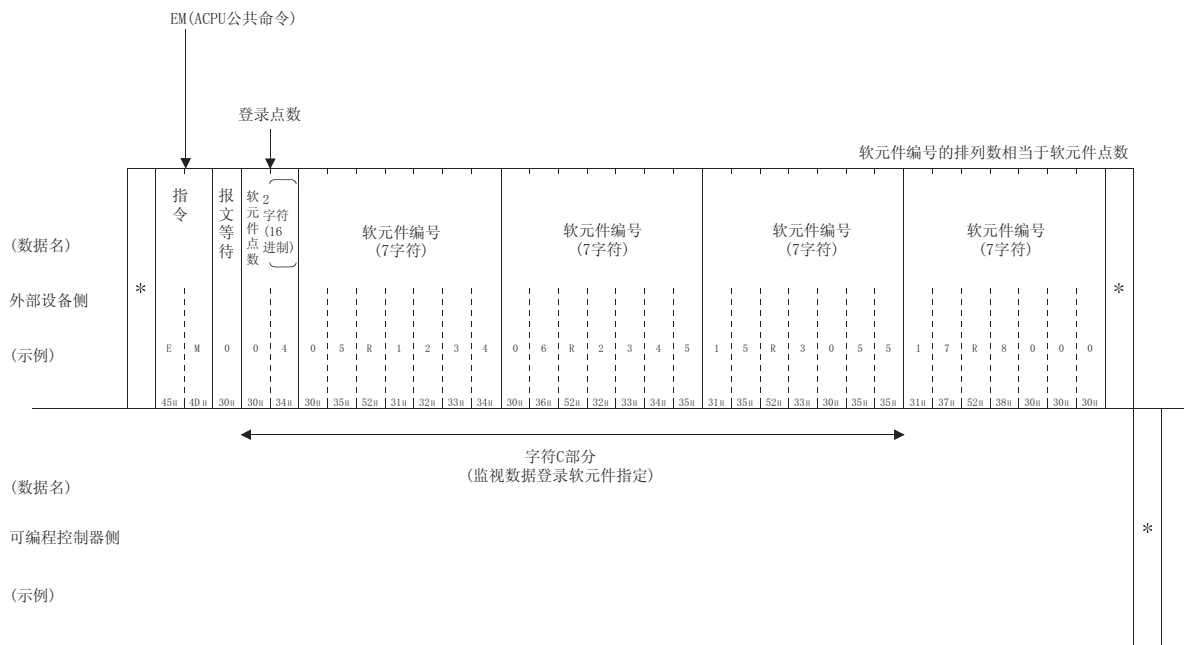 EM(ACPU公共命令)
登录点数
软元件编号的排列数相当于软元件点数
(数据名)
外部设备侧
(示例)
*
指令
报文等待
软元件点数
2
字符
(16
进制)
软元件编号
(7字符)
软元件编号
(7字符)
软元件编号
(7字符)
软元件编号
(7字符)
*
E M 0 0 4 0 5 R 1 2 3 4 0 6 R 2 3 4 5 1 5 R 3 0 5 5 1 7 R 8 0 0 0
45H 4DH 30H 30H 34H 30H 35H 52H 31H 32H 33H 34H 30H 36H 52H 32H 33H 34H 35H 31H 35H 52H 33H 30H 35H 35H 31H 37H 52H 38H 30H 30H 30H
字符C部分
(监视数据登录软元件指定)
(数据名)
可编程控制器侧
(示例)
*